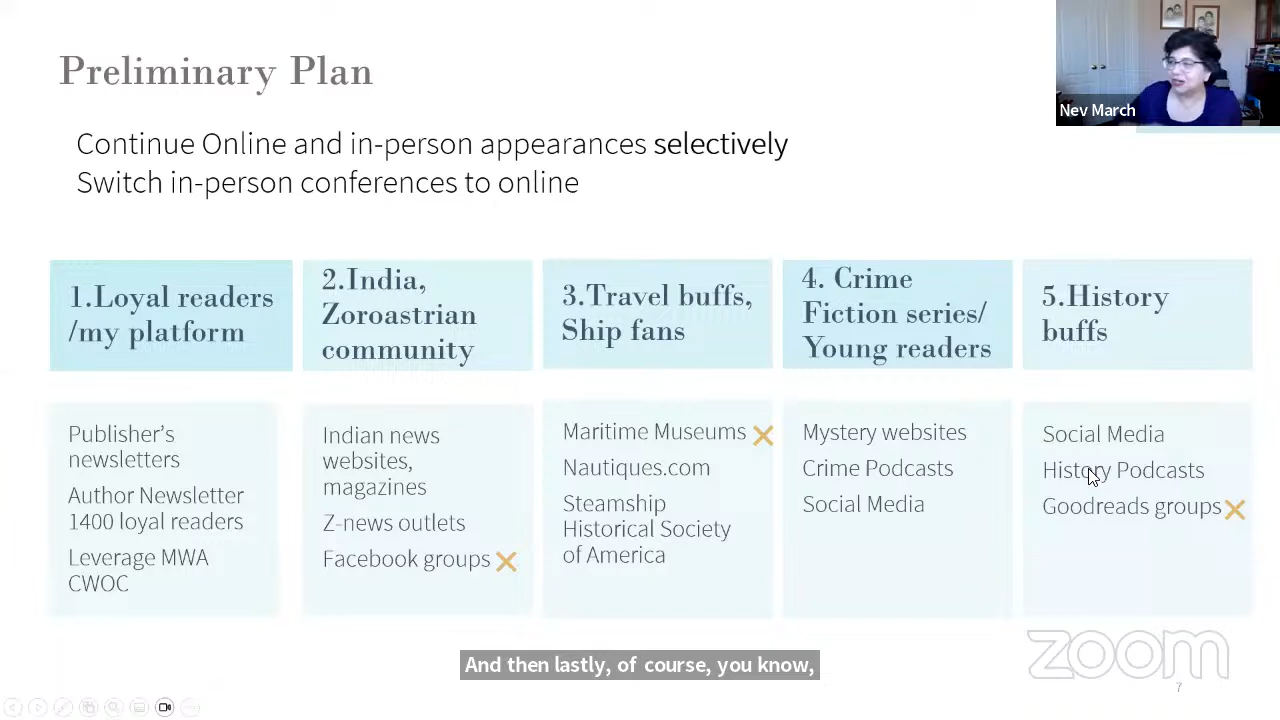 Preliminary Plan
Nev March
Continue Online and in-person appearances selectively
Switch in-person conferences to online
1.Loyal readers
/my platform
2.India,
Zoroastrian
community
3.Travel buffs,
Ship fans
4. Crime
Fiction series/
Young readers
5.History
buffs
Publisher’s
newsletters
Author Newsletter
1400 loyal readers
Leverage MWA
CWOC
Indian news
websites,
magazines
Z-news outlets
Facebook groups
Maritime Museums
Nautiques.com
Steamship
Historical Society
of America
Mystery websites
Crime Podcasts
Social Media
Social Media
History Podcasts
Goodreads groups
And then lastly, of course, you know,
zoom
7